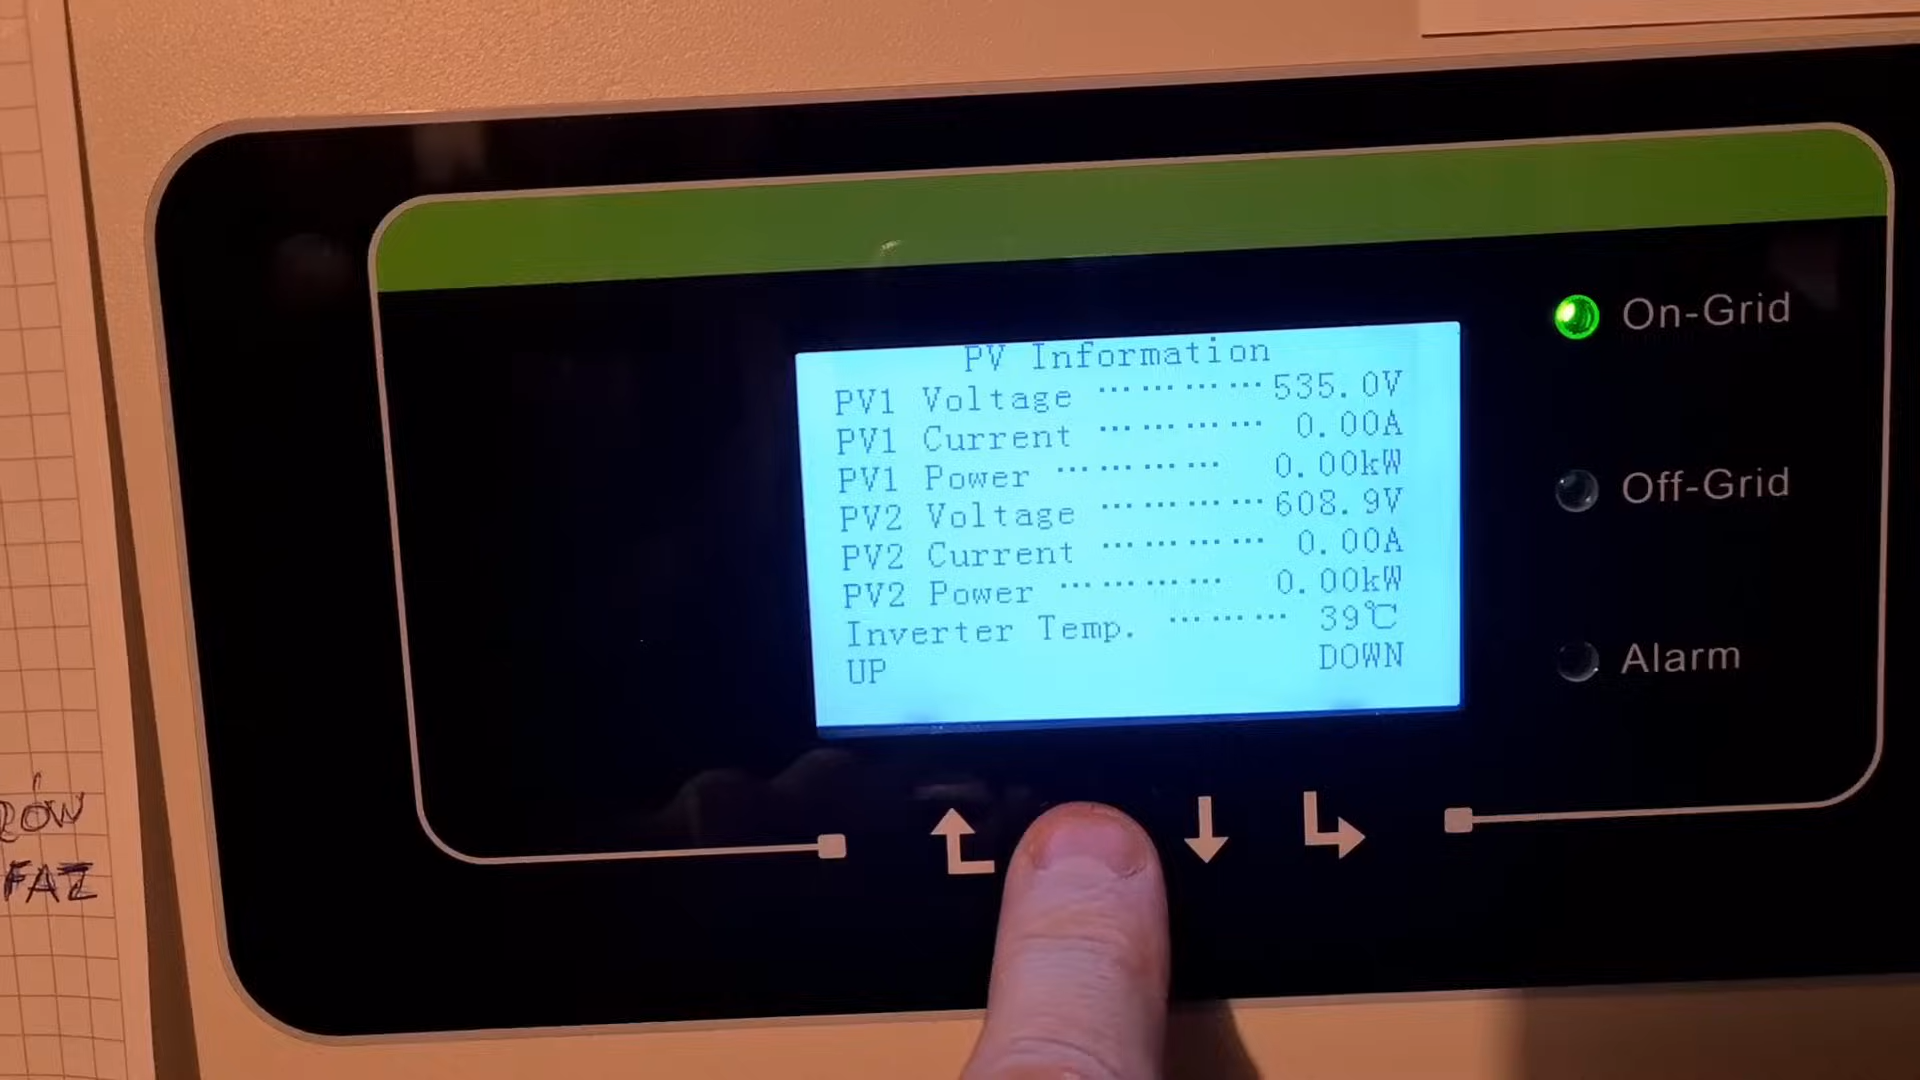 PV Information
PV1 Voltage ............ 535.0V
PV1 Current ............ 0.00A
PV1 Power ............ 0.00kW
PV2 Voltage ............ 608.9V
PV2 Current ............ 0.00A
PV2 Power ............ 0.00kW
Inverter Temp. ......... 39℃
UP DOWN
On-Grid
Off-Grid
Alarm
FAZ